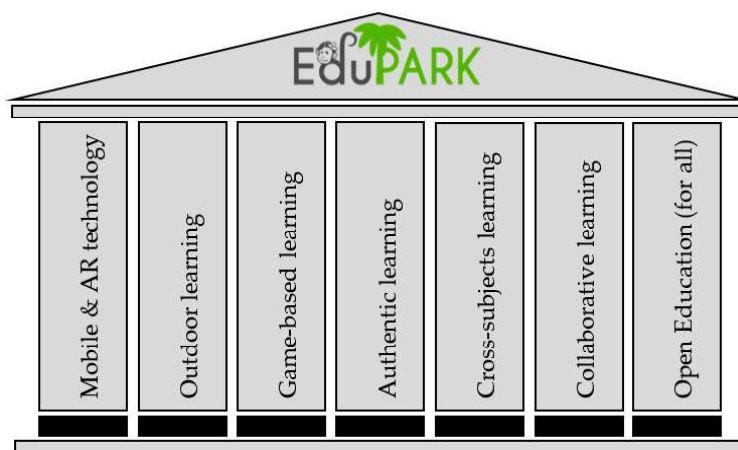 EduPARK
Mobile & AR technology
Outdoor learning
Game-based learning
Authentic learning
Cross-subjects learning
Collaborative learning
Open Education (for all)